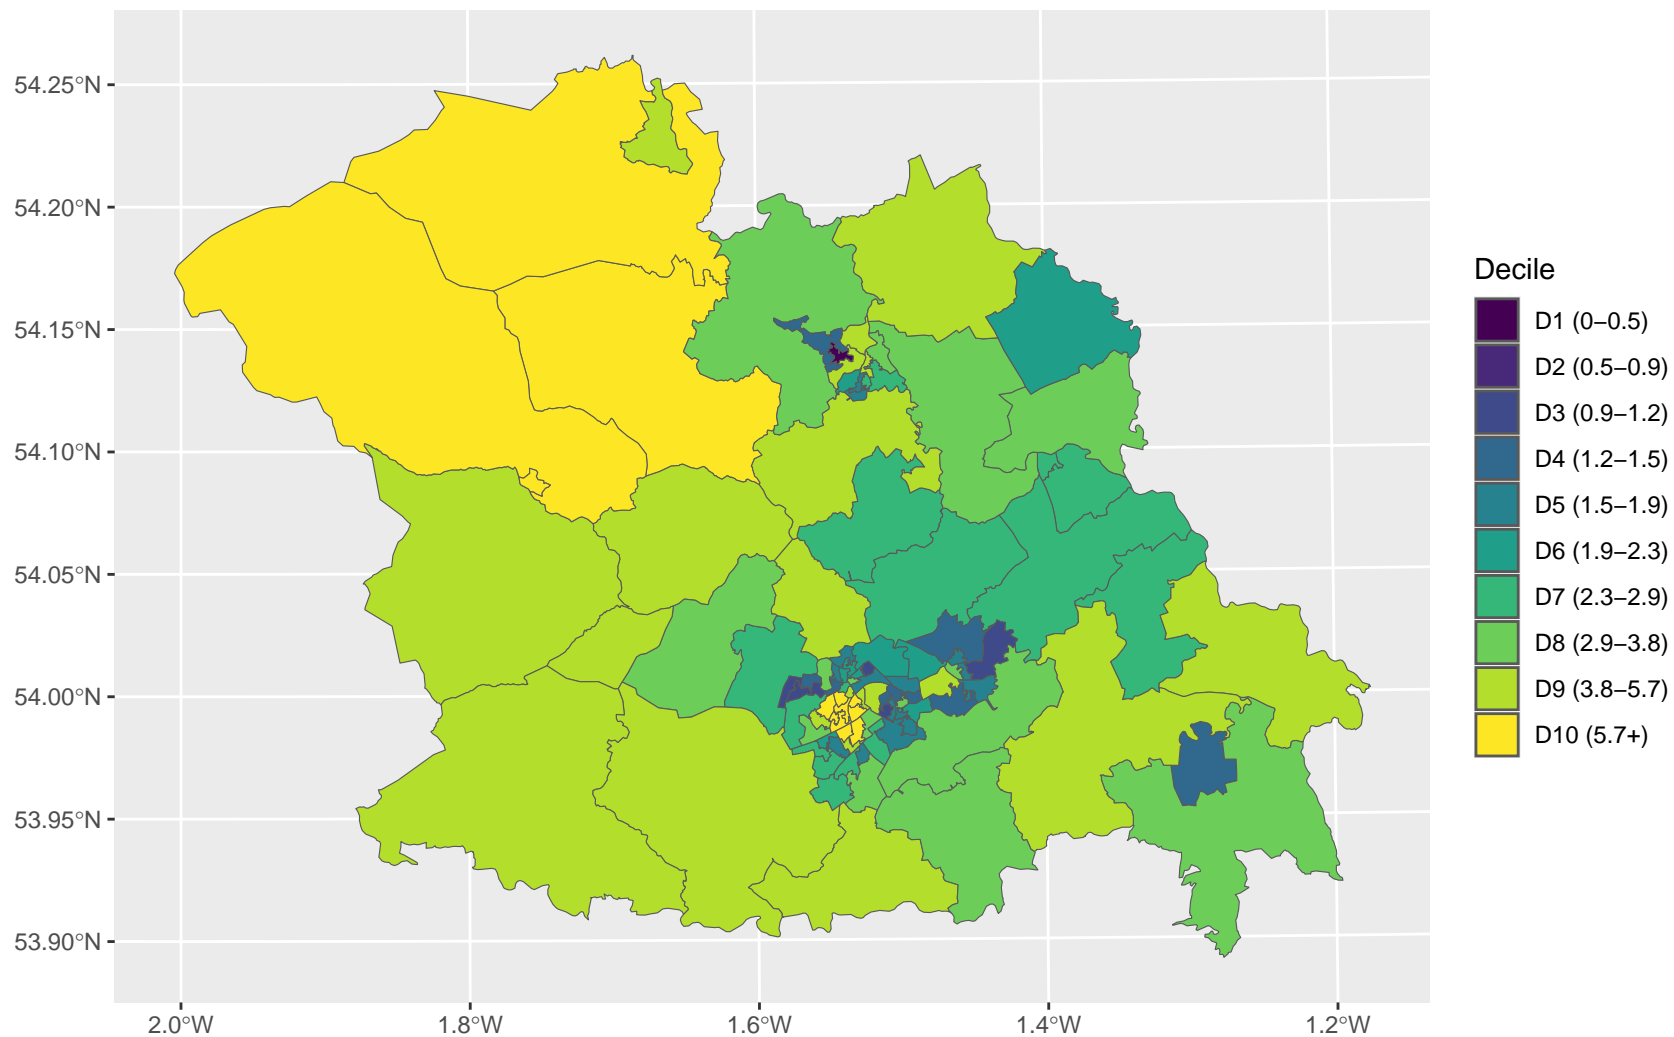 54.25°N
54.20°N
54.15°N
54.10°N
54.05°N
54.00°N
53.95°N
53.90°N
2.0°W 1.8°W 1.6°W 1.4°W 1.2°W
Decile
D1 (0−0.5)
D2 (0.5−0.9)
D3 (0.9−1.2)
D4 (1.2−1.5)
D5 (1.5−1.9)
D6 (1.9−2.3)
D7 (2.3−2.9)
D8 (2.9−3.8)
D9 (3.8−5.7)
D10 (5.7+)